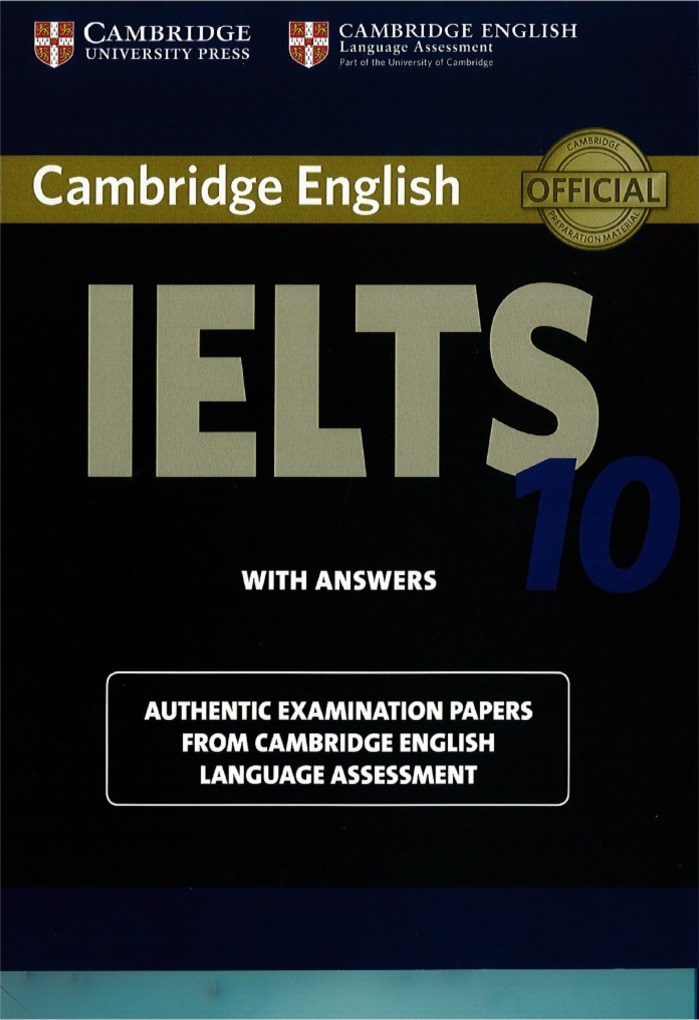 CAMBRIDGE
UNIVERSITY PRESS
CAMBRIDGE ENGLISH
Language Assessment
Part of the University of Cambridge
Cambridge English
CAMBRIDGE
OFFICIAL
PREPARATION MATERIAL
IELTS
10
WITH ANSWERS
AUTHENTIC EXAMINATION PAPERS
FROM CAMBRIDGE ENGLISH
LANGUAGE ASSESSMENT